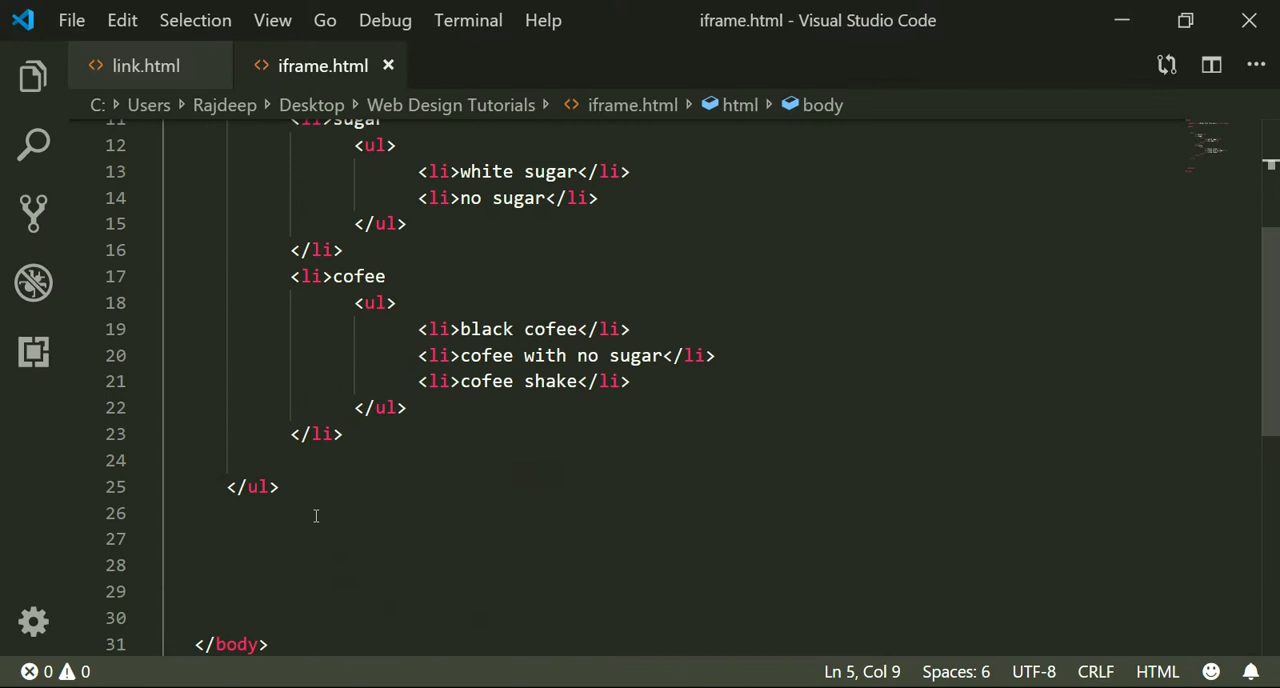 File Edit Selection View Go Debug Terminal Help iframe.html - Visual Studio Code
link.html iframe.html
C: Users Rajdeep Desktop Web Design Tutorials iframe.html html body
11 <li>sugar
12 <ul>
13 <li>white sugar</li>
14 <li>no sugar</li>
15 </ul>
16 </li>
17 <li>cofee
18 <ul>
19 <li>black cofee</li>
20 <li>cofee with no sugar</li>
21 <li>cofee shake</li>
22 </ul>
23 </li>
24
25 </ul>
26
27
28
29
30
31 </body>
0 0 Ln 5, Col 9 Spaces: 6 UTF-8 CRLF HTML